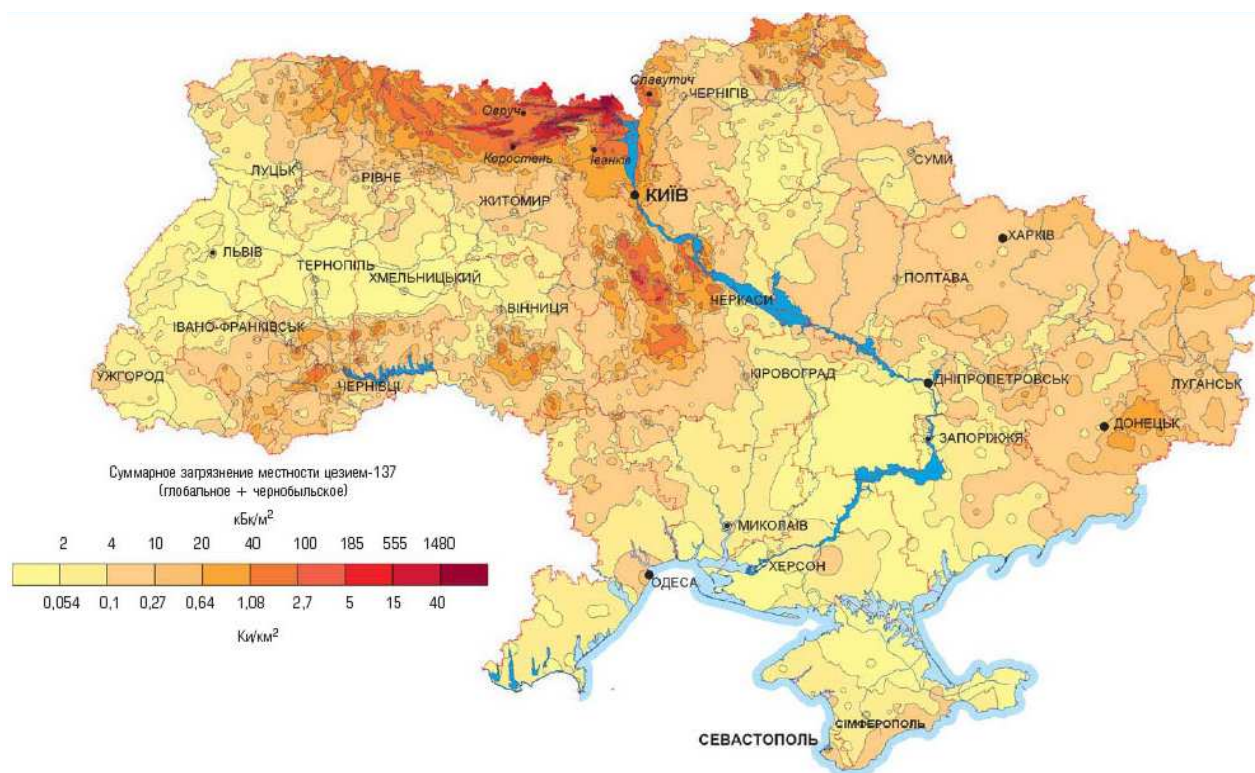 Славутич
ЧЕРНІГІВ
Овруч
Коростень
Іванків
СУМИ
ЛУЦЬК
РІВНЕ
ЖИТОМИР
КИЇВ
ХАРКІВ
ЛЬВІВ
ТЕРНОПІЛЬ
ХМЕЛЬНИЦЬКИЙ
ПОЛТАВА
ВІННИЦЯ
ЧЕРКАСИ
ІВАНО-ФРАНКІВСЬК
УЖГОРОД
ЧЕРНІВЦІ
КІРОВОГРАД
ДНІПРОПЕТРОВСЬК
ЛУГАНСЬК
ДОНЕЦЬК
ЗАПОРІЖЖЯ
Суммарное загрязнение местности цезием-137
(глобальное + чернобыльское)
кБк/м²
2 4 10 20 40 100 185 555 1480
0,054 0,1 0,27 0,64 1,08 2,7 5 15 40
Ки/км²
МИКОЛАЇВ
ХЕРСОН
ОДЕСА
СІМФЕРОПОЛЬ
СЕВАСТОПОЛЬ